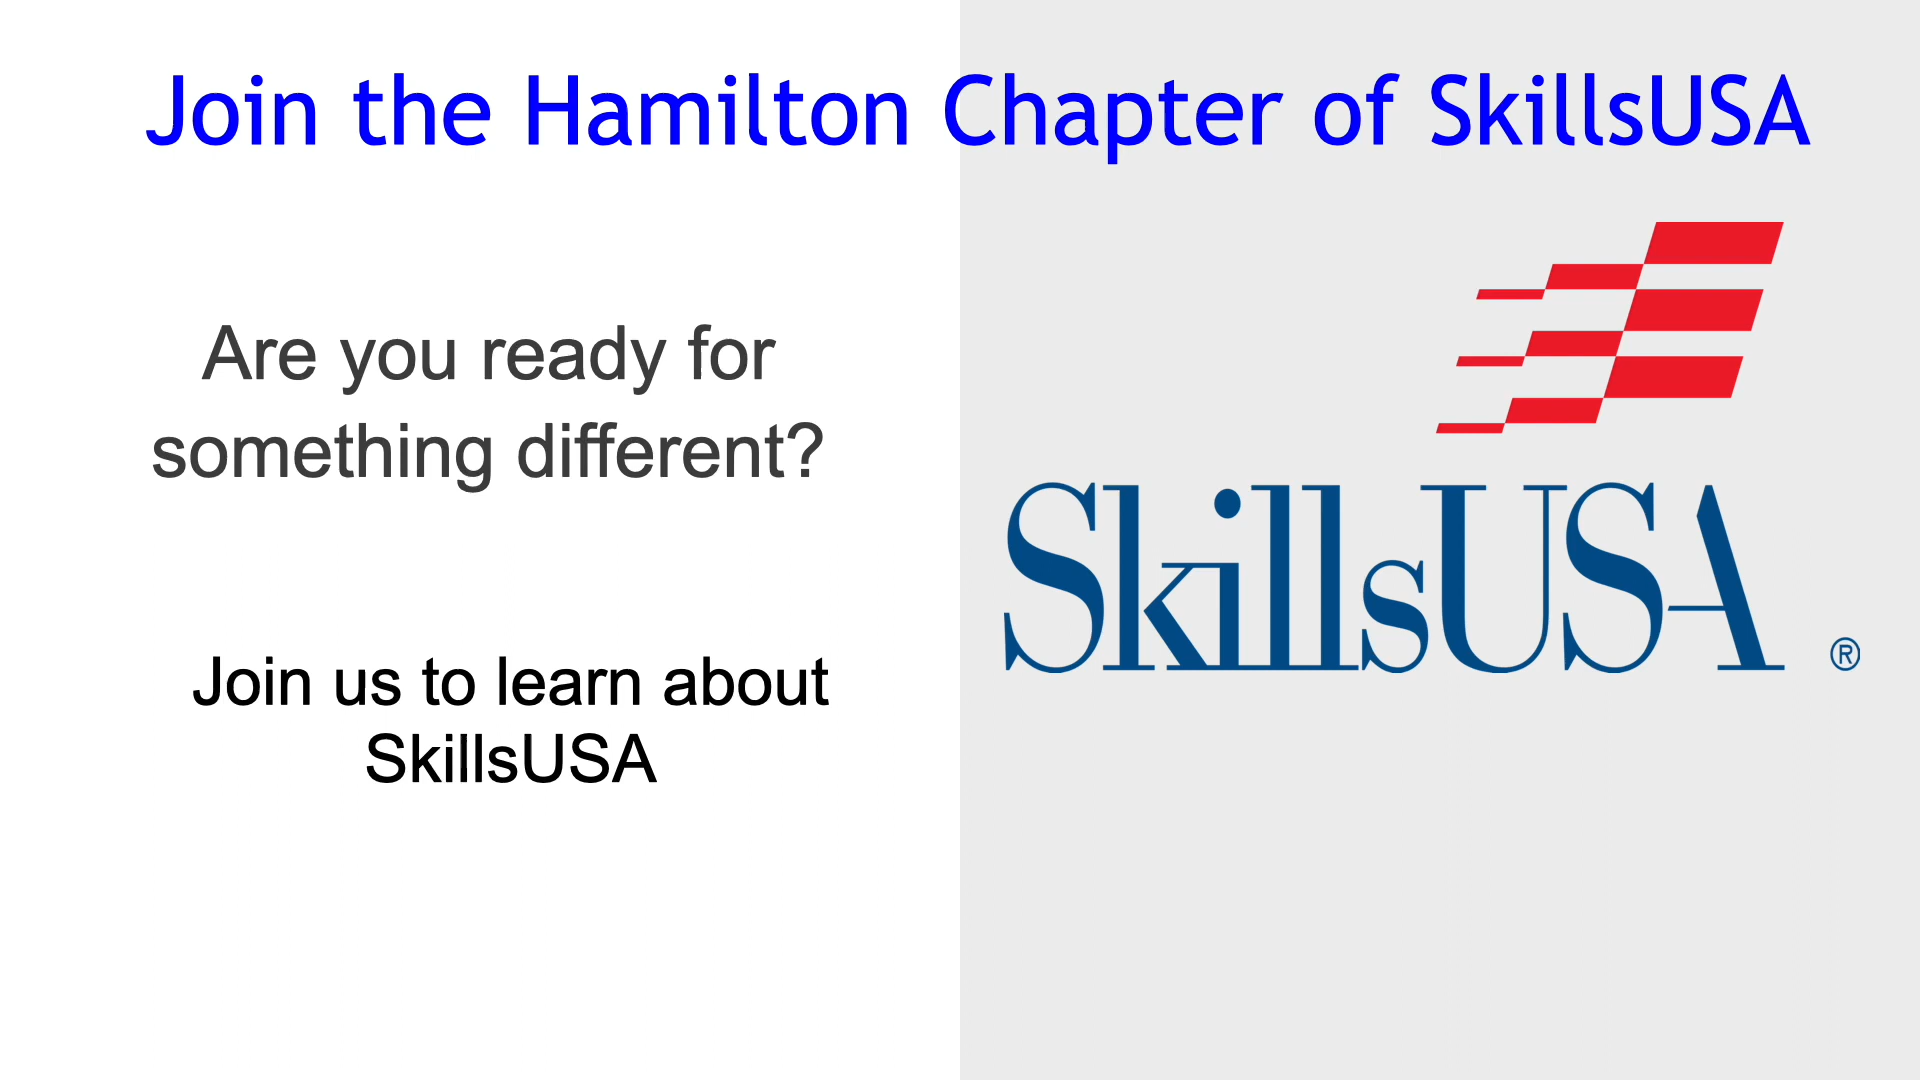 Join the Hamilton Chapter of SkillsUSA
Are you ready for
something different?
Join us to learn about
SkillsUSA
SkillsUSA ®